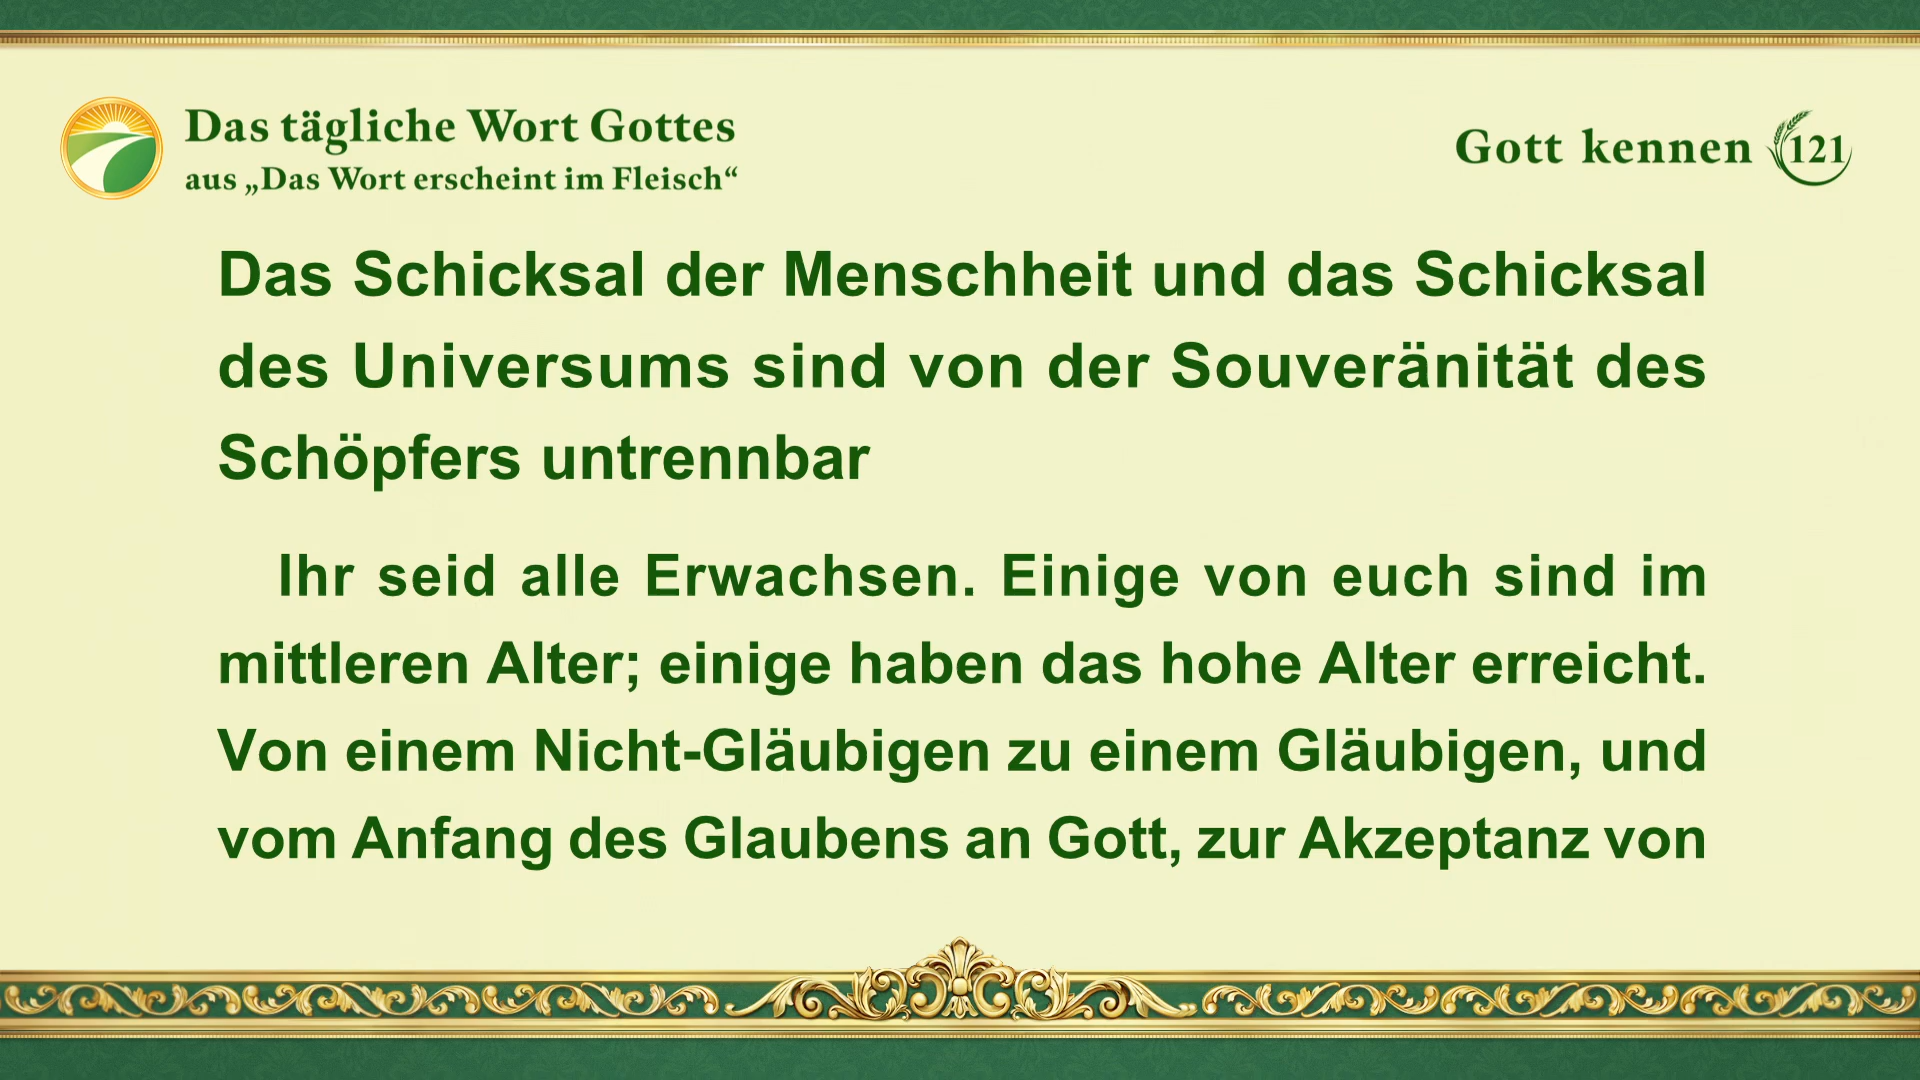 Das tägliche Wort Gottes
aus „Das Wort erscheint im Fleisch“
Gott kennen 121
Das Schicksal der Menschheit und das Schicksal
des Universums sind von der Souveränität des
Schöpfers untrennbar
Ihr seid alle Erwachsen. Einige von euch sind im
mittleren Alter; einige haben das hohe Alter erreicht.
Von einem Nicht-Gläubigen zu einem Gläubigen, und
vom Anfang des Glaubens an Gott, zur Akzeptanz von